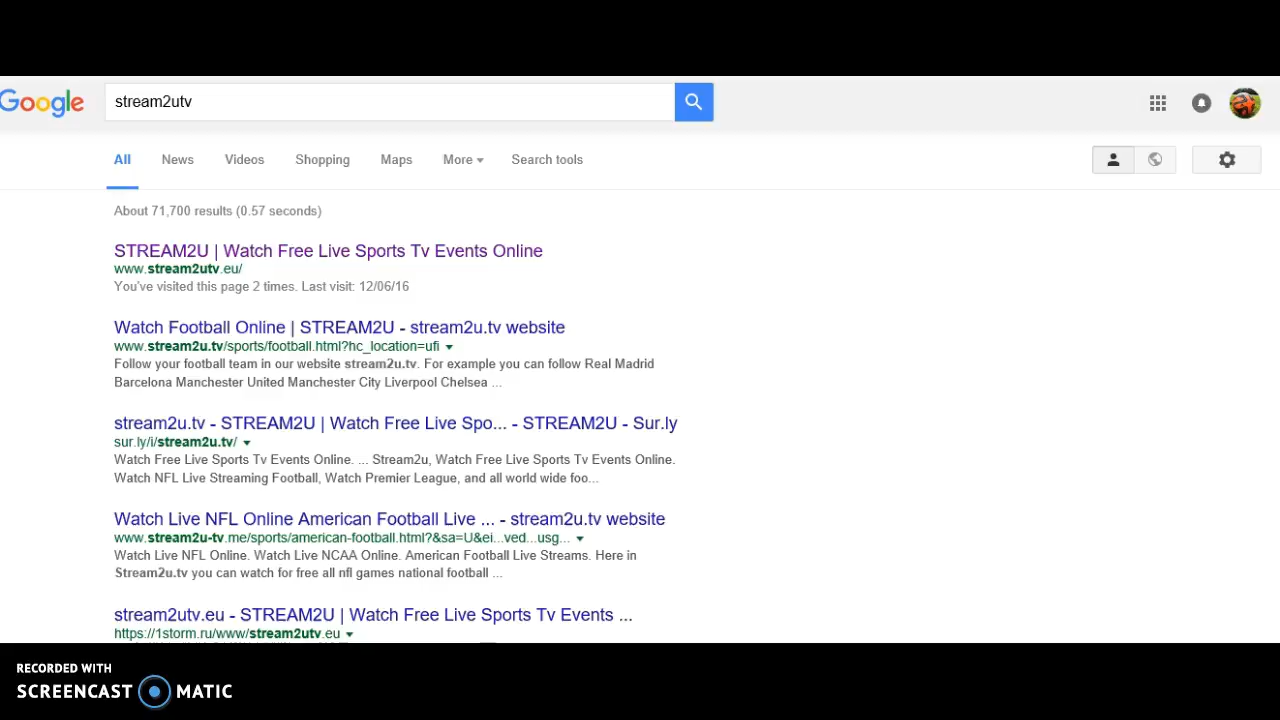 Google
stream2utv
All News Videos Shopping Maps More Search tools
About 71,700 results (0.57 seconds)
STREAM2U | Watch Free Live Sports Tv Events Online
www.stream2utv.eu/
You've visited this page 2 times. Last visit: 12/06/16
Watch Football Online | STREAM2U - stream2u.tv website
www.stream2u.tv/sports/football.html?hc_location=ufi
Follow your football team in our website stream2u.tv. For example you can follow Real Madrid
Barcelona Manchester United Manchester City Liverpool Chelsea ...
stream2u.tv - STREAM2U | Watch Free Live Spo... - STREAM2U - Sur.ly
sur.ly/i/stream2u.tv/
Watch Free Live Sports Tv Events Online. ... Stream2u, Watch Free Live Sports Tv Events Online.
Watch NFL Live Streaming Football, Watch Premier League, and all world wide foo...
Watch Live NFL Online American Football Live ... - stream2u.tv website
www.stream2u-tv.me/sports/american-football.html?&sa=U&ei...ved...usg...
Watch Live NFL Online. Watch Live NCAA Online. American Football Live Streams. Here in
Stream2u.tv you can watch for free all nfl games national football ...
stream2utv.eu - STREAM2U | Watch Free Live Sports Tv Events ...
https://1storm.ru/www/stream2utv.eu
RECORDED WITH
SCREENCAST MATIC